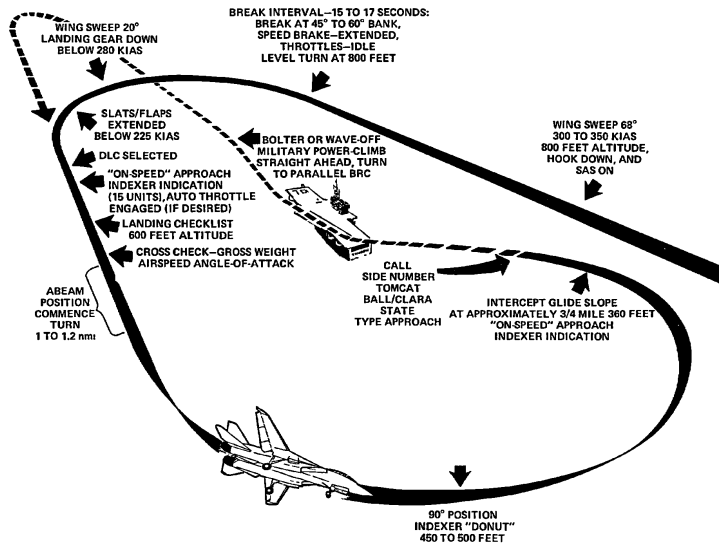 BREAK INTERVAL–15 TO 17 SECONDS:
BREAK AT 45° TO 60° BANK,
SPEED BRAKE–EXTENDED,
THROTTLES–IDLE
LEVEL TURN AT 800 FEET
WING SWEEP 20°
LANDING GEAR DOWN
BELOW 280 KIAS
SLATS/FLAPS
EXTENDED
BELOW 225 KIAS
DLC SELECTED
"ON-SPEED" APPROACH
INDEXER INDICATION
(15 UNITS),AUTO THROTTLE
ENGAGED (IF DESIRED)
LANDING CHECKLIST
600 FEET ALTITUDE
CROSS CHECK–GROSS WEIGHT
AIRSPEED ANGLE-OF-ATTACK
ABEAM
POSITION
COMMENCE
TURN
1 TO 1.2 nmi
BOLTER OR WAVE-OFF
MILITARY POWER-CLIMB
STRAIGHT AHEAD, TURN
TO PARALLEL BRC
WING SWEEP 68°
300 TO 350 KIAS
800 FEET ALTITUDE,
HOOK DOWN, AND
SAS ON
CALL
SIDE NUMBER
TOMCAT
BALL/CLARA
STATE
TYPE APPROACH
INTERCEPT GLIDE SLOPE
AT APPROXIMATELY 3/4 MILE 360 FEET
"ON-SPEED" APPROACH
INDEXER INDICATION
90° POSITION
INDEXER "DONUT"
450 TO 500 FEET